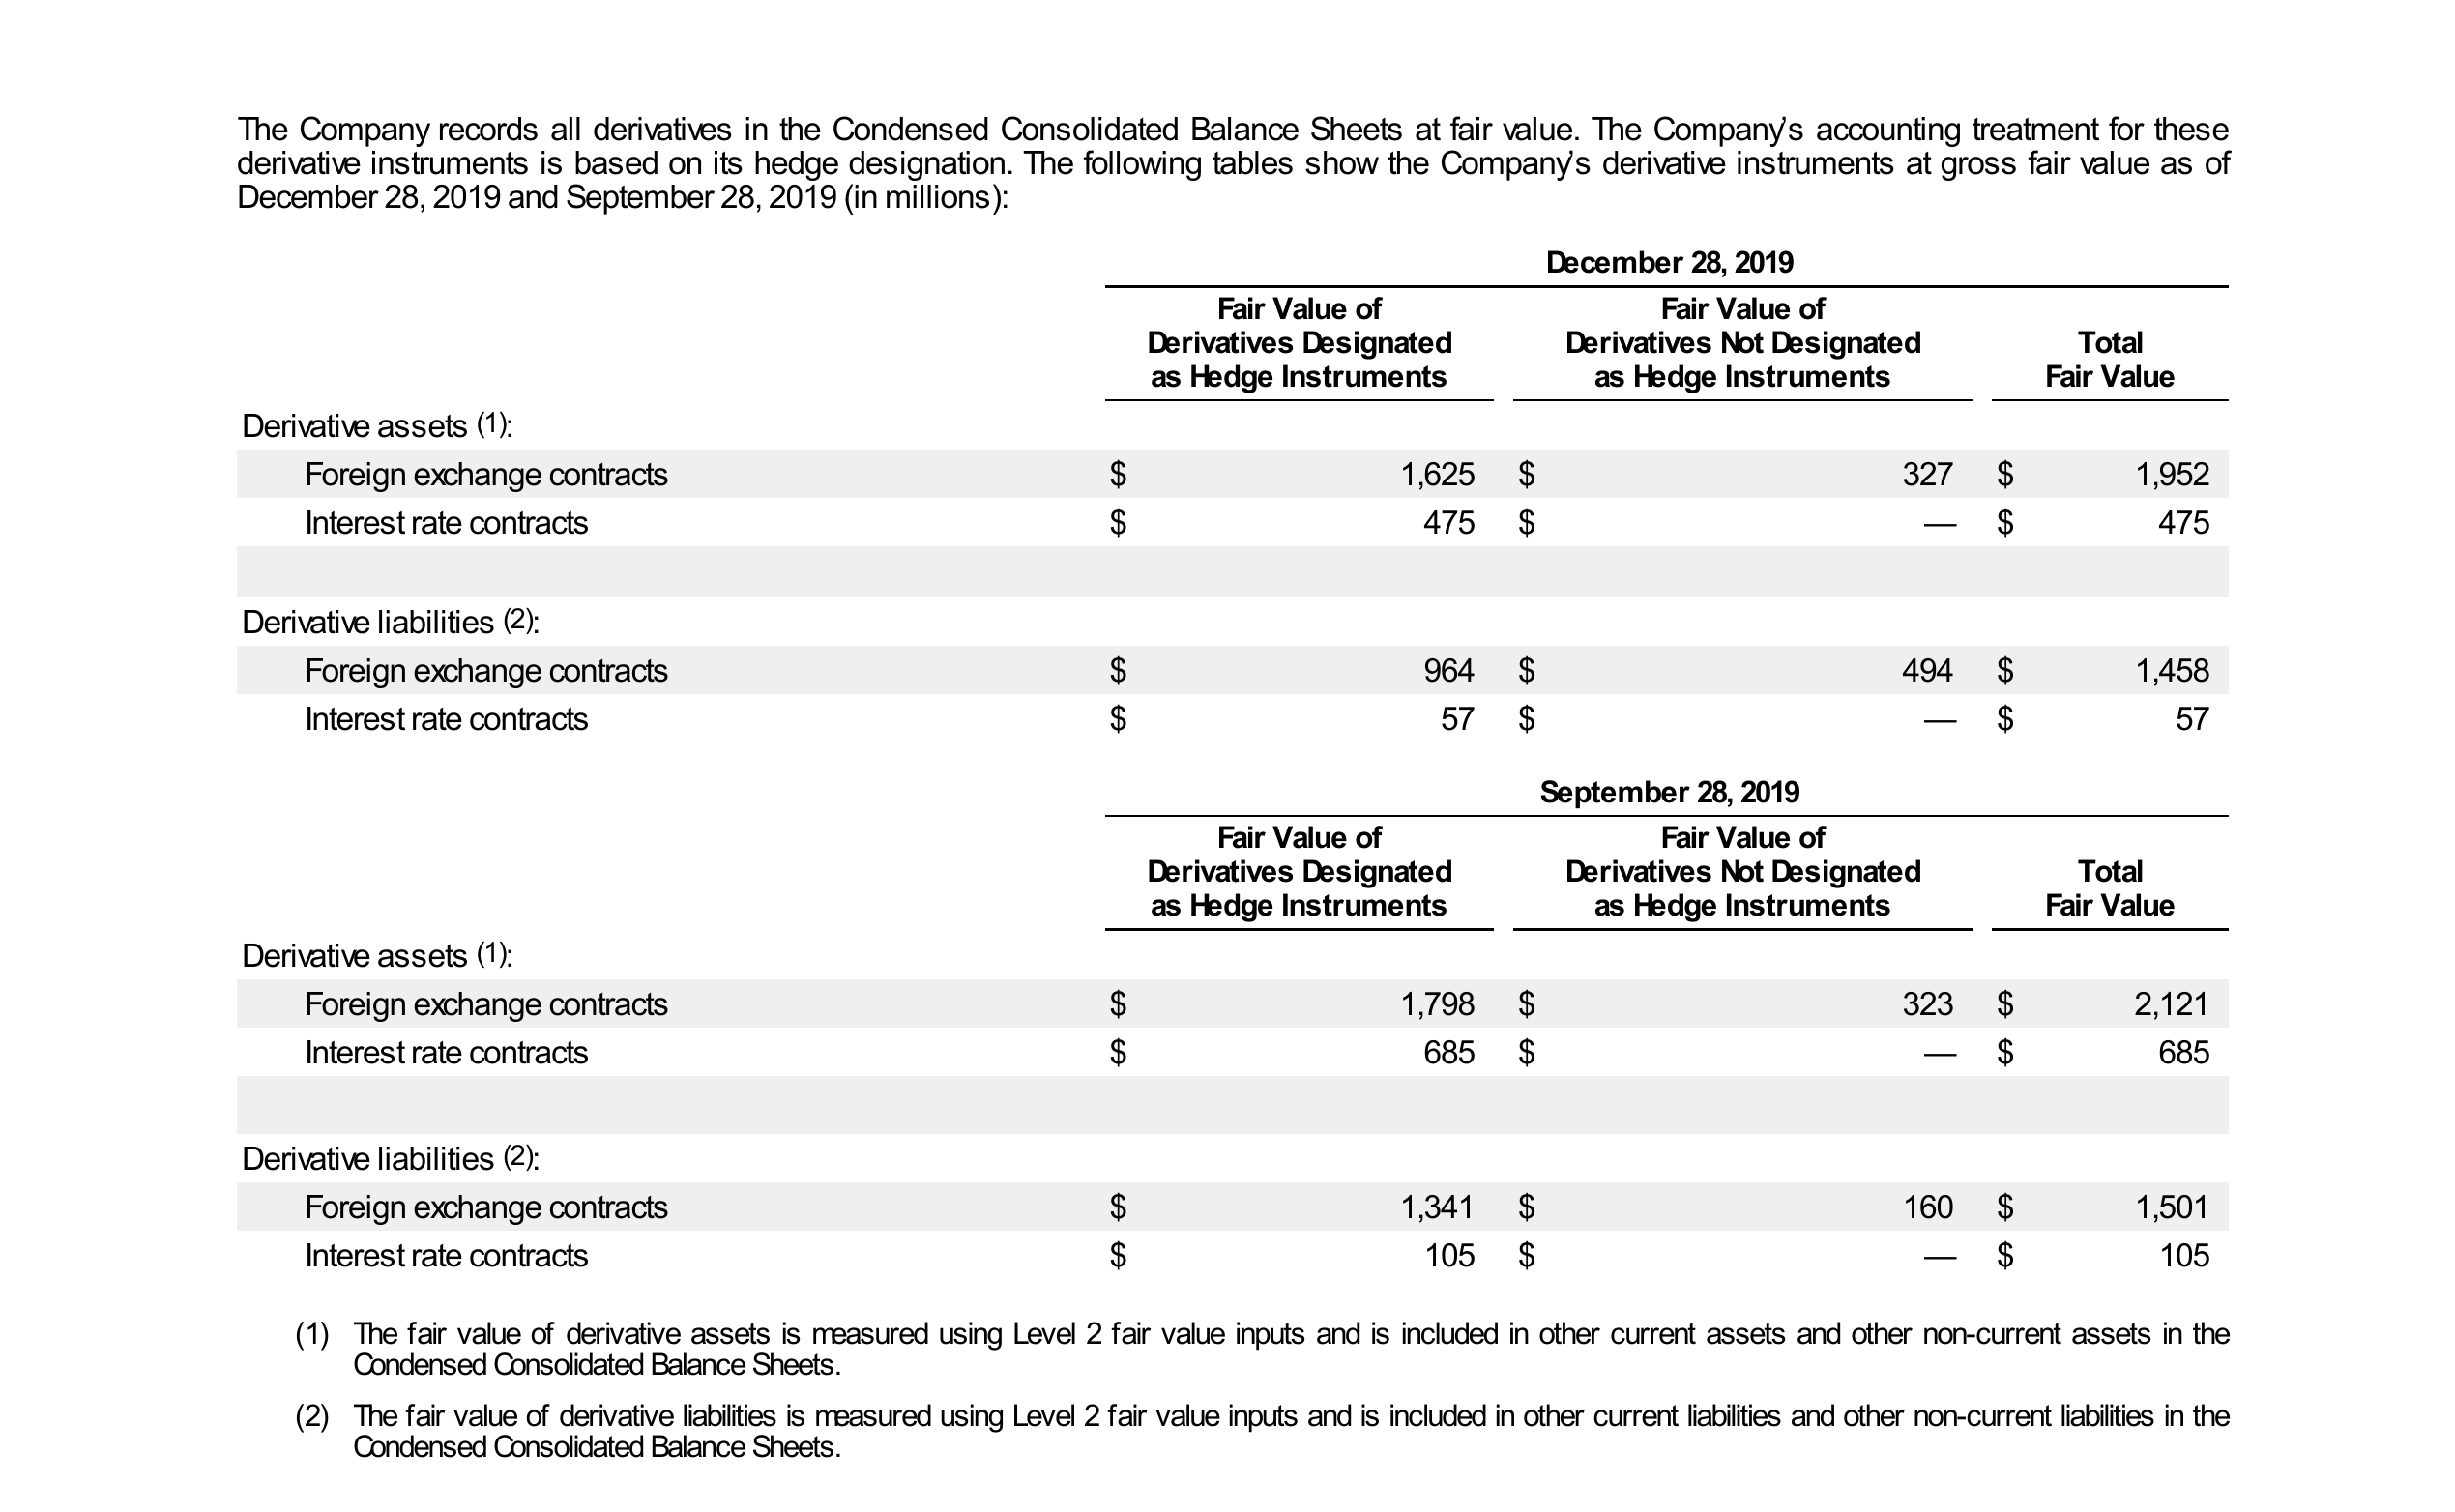 The Company records all derivatives in the Condensed Consolidated Balance Sheets at fair value. The Company's accounting treatment for these
derivative instruments is based on its hedge designation. The following tables show the Company's derivative instruments at gross fair value as of
December 28, 2019 and September 28, 2019 (in millions):
December 28, 2019
Fair Value of Derivatives Designated as Hedge Instruments
Fair Value of Derivatives Not Designated as Hedge Instruments
Total Fair Value
Derivative assets (1):
Foreign exchange contracts $ 1,625 $ 327 $ 1,952
Interest rate contracts $ 475 $ — $ 475
Derivative liabilities (2):
Foreign exchange contracts $ 964 $ 494 $ 1,458
Interest rate contracts $ 57 $ — $ 57
September 28, 2019
Fair Value of Derivatives Designated as Hedge Instruments
Fair Value of Derivatives Not Designated as Hedge Instruments
Total Fair Value
Derivative assets (1):
Foreign exchange contracts $ 1,798 $ 323 $ 2,121
Interest rate contracts $ 685 $ — $ 685
Derivative liabilities (2):
Foreign exchange contracts $ 1,341 $ 160 $ 1,501
Interest rate contracts $ 105 $ — $ 105
(1) The fair value of derivative assets is measured using Level 2 fair value inputs and is included in other current assets and other non-current assets in the
Condensed Consolidated Balance Sheets.
(2) The fair value of derivative liabilities is measured using Level 2 fair value inputs and is included in other current liabilities and other non-current liabilities in the
Condensed Consolidated Balance Sheets.